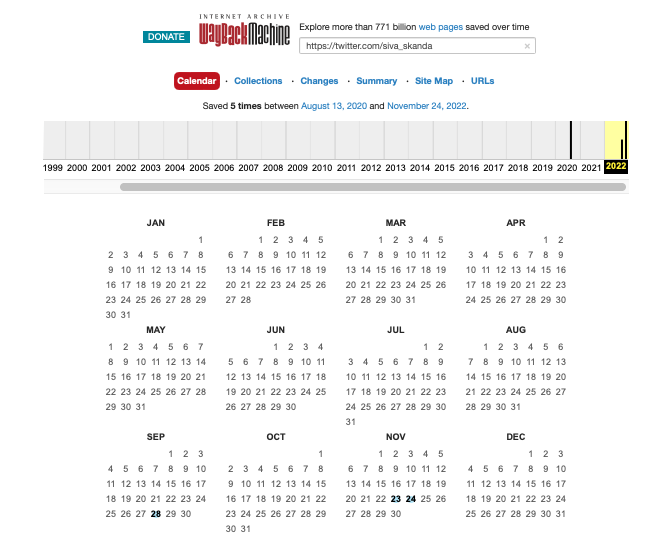 INTERNET ARCHIVE
WayBackMachine
DONATE
Explore more than 771 billion web pages saved over time
https://twitter.com/siva_skanda ×
Calendar · Collections · Changes · Summary · Site Map · URLs
Saved 5 times between August 13, 2020 and November 24, 2022.
1999 2000 2001 2002 2003 2004 2005 2006 2007 2008 2009 2010 2011 2012 2013 2014 2015 2016 2017 2018 2019 2020 2021 2022
JAN FEB MAR APR
1 1 2 3 4 5 1 2 3 4 5 1 2
2 3 4 5 6 7 8 6 7 8 9 10 11 12 6 7 8 9 10 11 12 3 4 5 6 7 8 9
9 10 11 12 13 14 15 13 14 15 16 17 18 19 13 14 15 16 17 18 19 10 11 12 13 14 15 16
16 17 18 19 20 21 22 20 21 22 23 24 25 26 20 21 22 23 24 25 26 17 18 19 20 21 22 23
23 24 25 26 27 28 29 27 28 27 28 29 30 31 24 25 26 27 28 29 30
30 31
MAY JUN JUL AUG
1 2 3 4 5 6 7 1 2 3 4 1 2 1 2 3 4 5 6
8 9 10 11 12 13 14 5 6 7 8 9 10 11 3 4 5 6 7 8 9 7 8 9 10 11 12 13
15 16 17 18 19 20 21 12 13 14 15 16 17 18 10 11 12 13 14 15 16 14 15 16 17 18 19 20
22 23 24 25 26 27 28 19 20 21 22 23 24 25 17 18 19 20 21 22 23 21 22 23 24 25 26 27
29 30 31 26 27 28 29 30 24 25 26 27 28 29 30 28 29 30 31
31
SEP OCT NOV DEC
1 2 3 1 1 2 3 4 5 1 2 3
4 5 6 7 8 9 10 2 3 4 5 6 7 8 6 7 8 9 10 11 12 4 5 6 7 8 9 10
11 12 13 14 15 16 17 9 10 11 12 13 14 15 13 14 15 16 17 18 19 11 12 13 14 15 16 17
18 19 20 21 22 23 24 16 17 18 19 20 21 22 20 21 22 23 24 25 26 18 19 20 21 22 23 24
25 26 27 28 29 30 23 24 25 26 27 28 29 27 28 29 30 25 26 27 28 29 30 31
30 31